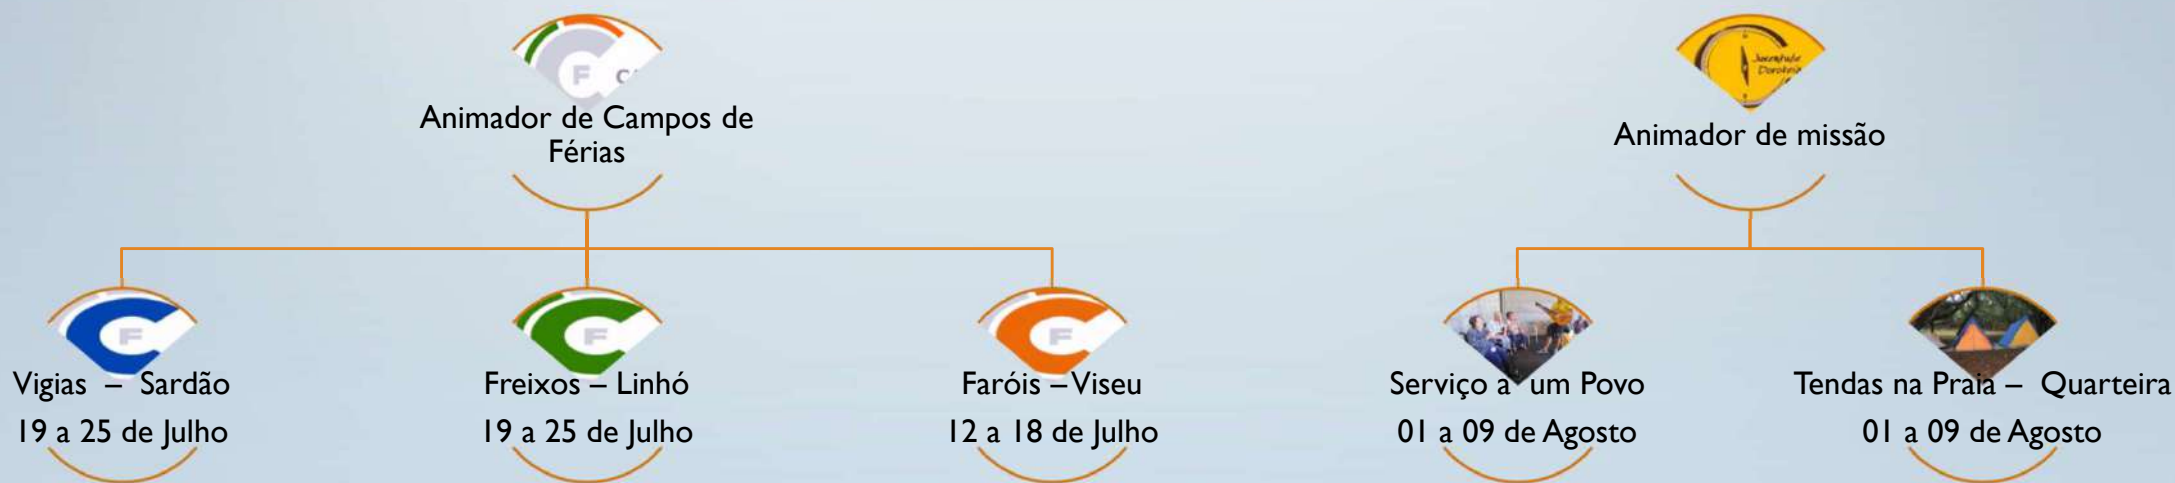 F C
Animador de Campos de
Férias
Juventude
Doroteia
Animador de missão
F
Vigias – Sardão
19 a 25 de Julho
F
Freixos – Linhó
19 a 25 de Julho
F
Faróis – Viseu
12 a 18 de Julho
Serviço a um Povo
01 a 09 de Agosto
Tendas na Praia – Quarteira
01 a 09 de Agosto